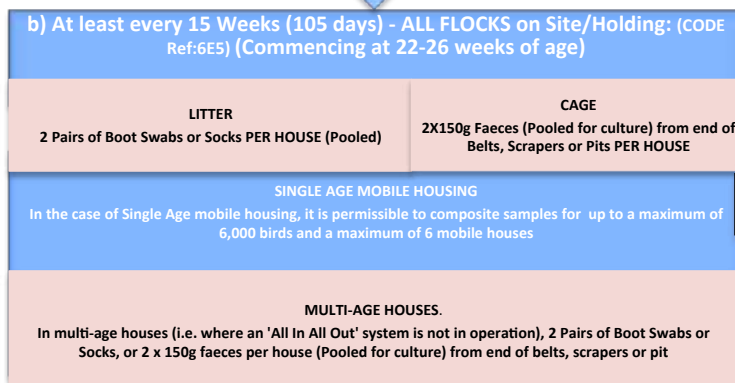 b) At least every 15 Weeks (105 days) - ALL FLOCKS on Site/Holding: (CODE
Ref:6E5) (Commencing at 22-26 weeks of age)
LITTER
2 Pairs of Boot Swabs or Socks PER HOUSE (Pooled)
CAGE
2X150g Faeces (Pooled for culture) from end of
Belts, Scrapers or Pits PER HOUSE
SINGLE AGE MOBILE HOUSING
In the case of Single Age mobile housing, it is permissible to composite samples for up to a maximum of
6,000 birds and a maximum of 6 mobile houses
MULTI-AGE HOUSES.
In multi-age houses (i.e. where an 'All In All Out' system is not in operation), 2 Pairs of Boot Swabs or
Socks, or 2 x 150g faeces per house (Pooled for culture) from end of belts, scrapers or pit